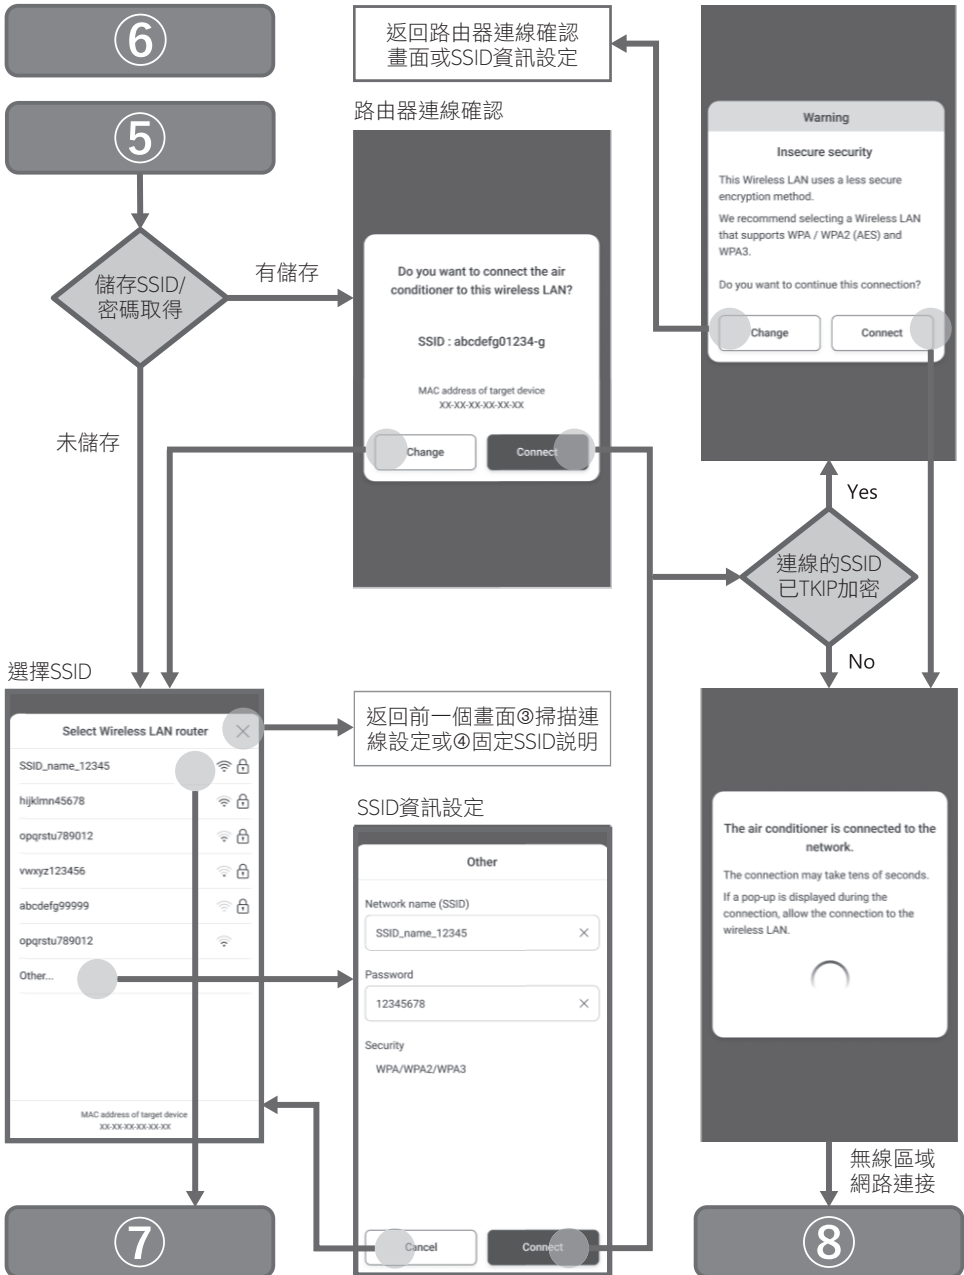 ⑥
返回路由器連線確認
畫面或SSID資訊設定
⑤
路由器連線確認
儲存SSID/
密碼取得
有儲存
未儲存
Do you want to connect the air
conditioner to this wireless LAN?
SSID : abcdefg01234-g
MAC address of target device
XX-XX-XX-XX-XX-XX
Change
Connect
Warning
Insecure security
This Wireless LAN uses a less secure
encryption method.
We recommend selecting a Wireless LAN
that supports WPA / WPA2 (AES) and
WPA3.
Do you want to continue this connection?
Change
Connect
Yes
連線的SSID
已TKIP加密
No
選擇SSID
Select Wireless LAN router
SSID_name_12345
hijklmn45678
opqrstu789012
vwxyz123456
abcdefg99999
opqrstu789012
Other...
MAC address of target device
XX-XX-XX-XX-XX-XX
返回前一個畫面③掃描連
線設定或④固定SSID説明
SSID資訊設定
Other
Network name (SSID)
SSID_name_12345
Password
12345678
Security
WPA/WPA2/WPA3
Cancel
Connect
The air conditioner is connected to the
network.
The connection may take tens of seconds.
If a pop-up is displayed during the
connection, allow the connection to the
wireless LAN.
無線區域
網路連接
⑦
⑧